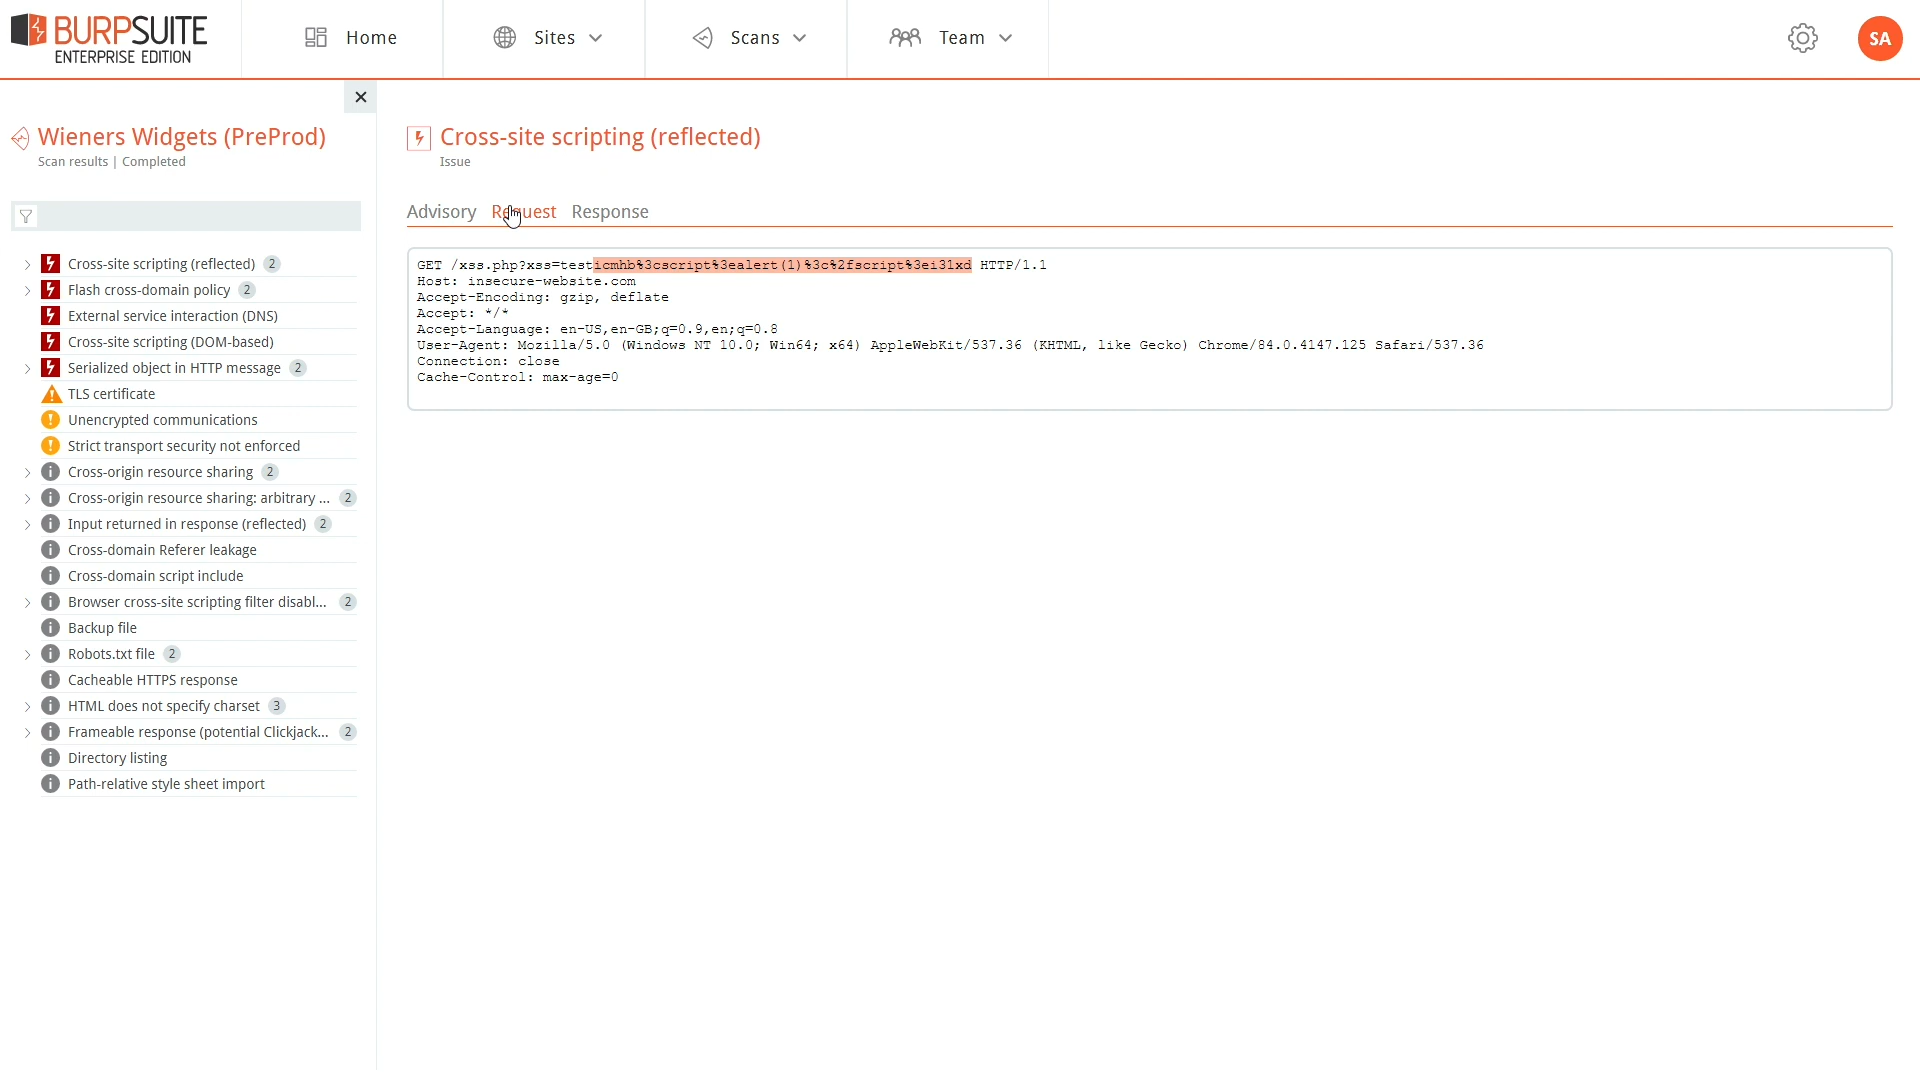 BURPSUITE
ENTERPRISE EDITION
Home
Sites
Scans
Team
SA
Wieners Widgets (PreProd)
Scan results | Completed
Cross-site scripting (reflected) 2
Flash cross-domain policy 2
External service interaction (DNS)
Cross-site scripting (DOM-based)
Serialized object in HTTP message 2
TLS certificate
Unencrypted communications
Strict transport security not enforced
Cross-origin resource sharing 2
Cross-origin resource sharing: arbitrary ... 2
Input returned in response (reflected) 2
Cross-domain Referer leakage
Cross-domain script include
Browser cross-site scripting filter disabl... 2
Backup file
Robots.txt file 2
Cacheable HTTPS response
HTML does not specify charset 3
Frameable response (potential Clickjack... 2
Directory listing
Path-relative style sheet import
Cross-site scripting (reflected)
Issue
Advisory Request Response
GET /xss.php?xss=testicmhb%3cscript%3ealert(1)%3c%2fscript%3ei31xd HTTP/1.1
Host: insecure-website.com
Accept-Encoding: gzip, deflate
Accept: */*
Accept-Language: en-US,en-GB;q=0.9,en;q=0.8
User-Agent: Mozilla/5.0 (Windows NT 10.0; Win64; x64) AppleWebKit/537.36 (KHTML, like Gecko) Chrome/84.0.4147.125 Safari/537.36
Connection: close
Cache-Control: max-age=0